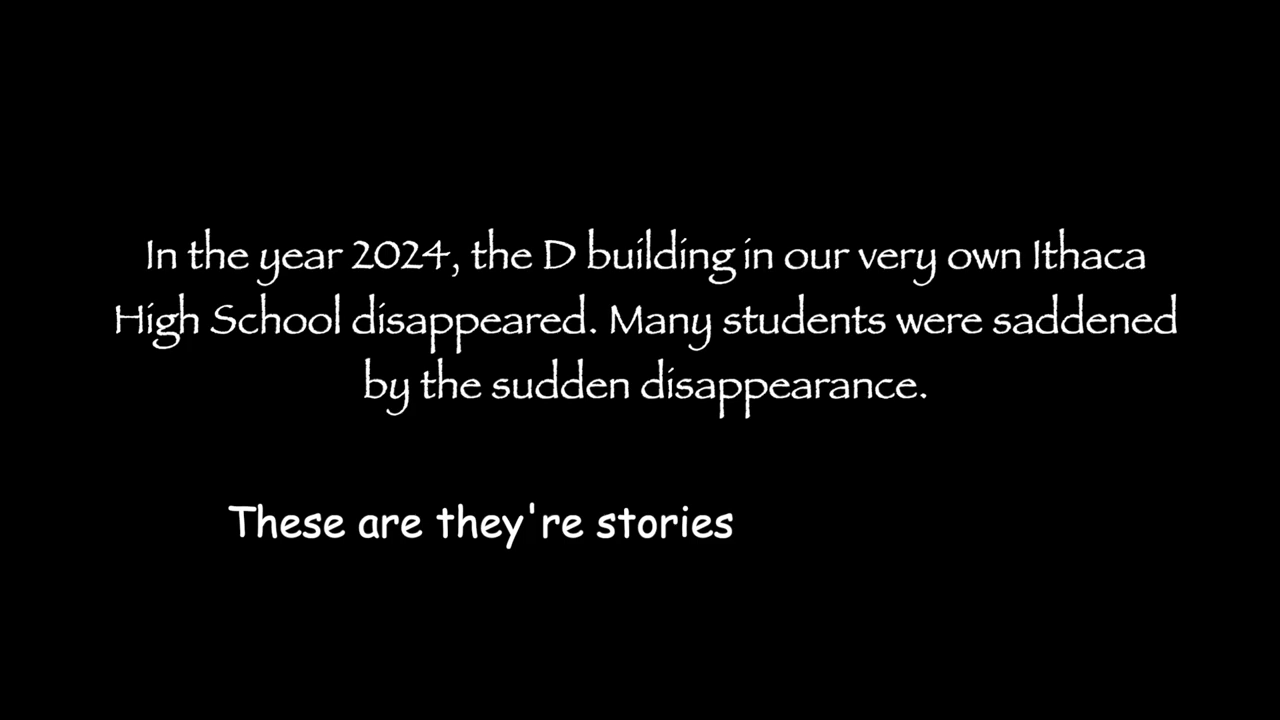 In the year 2024, the D building in our very own Ithaca
High School disappeared. Many students were saddened
by the sudden disappearance.
These are they're stories